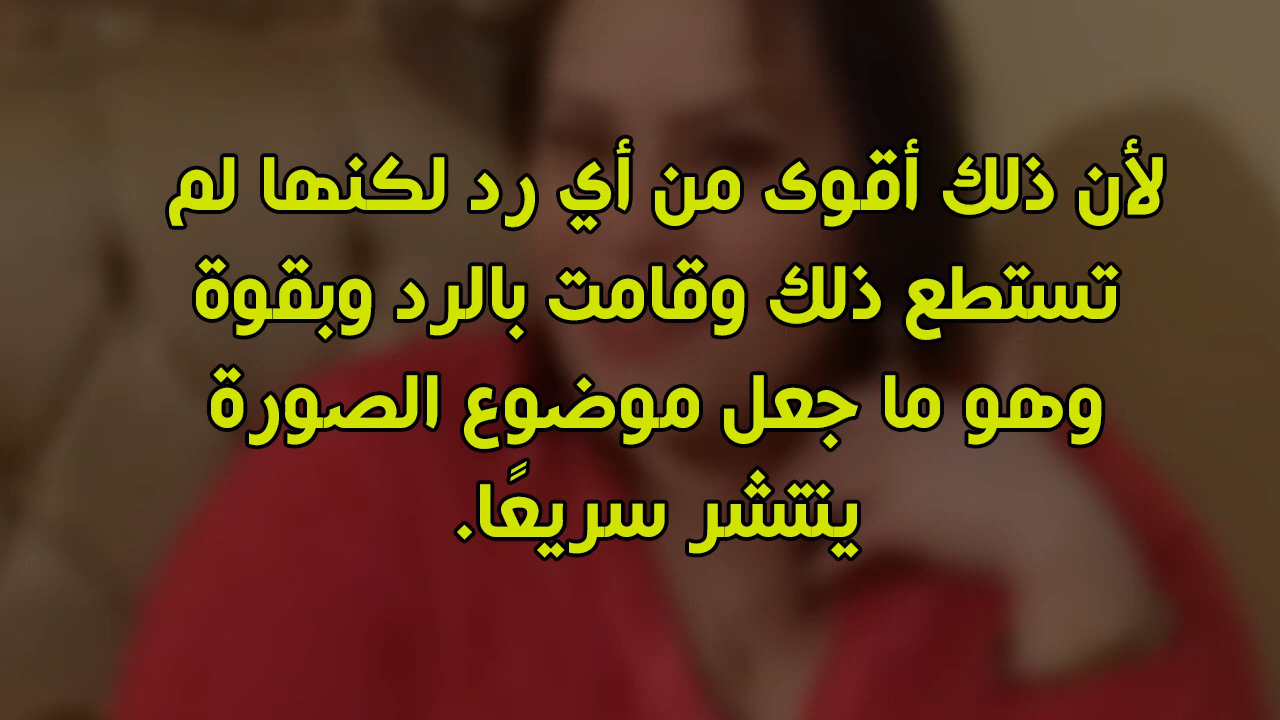 لأن ذلك أقوى من أي رد لكنها لم
تستطع ذلك وقامت بالرد وبقوة
وهو ما جعل موضوع الصورة
ينتشر سريعًا.